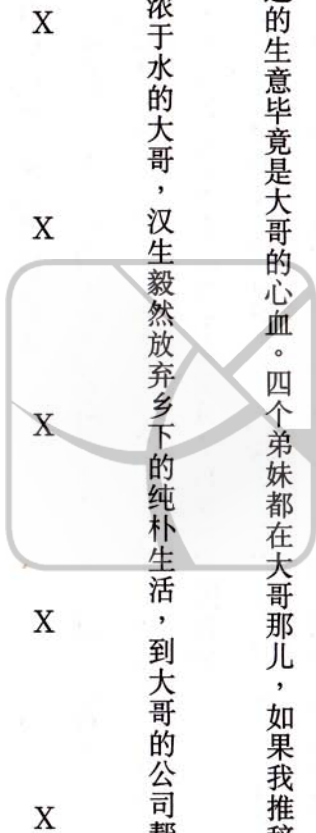 的生意毕竟是大哥的心血。四个弟妹都在大哥那儿，如果我推
浓于水的大哥，汉生毅然放弃乡下的纯朴生活，到大哥的公司帮
X X X X X